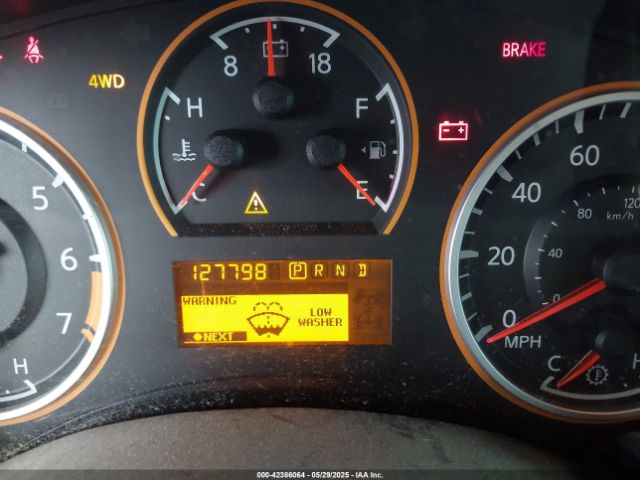 4WD
8
18
BRAKE
H
F
C
E
5
6
7
H
127798 P R N D
WARNING
LOW
WASHER
NEXT
0
20
40
60
0
40
80
120
km/h
MPH
C
H
000-42386064 / 05/29/2025 - IAA Inc.